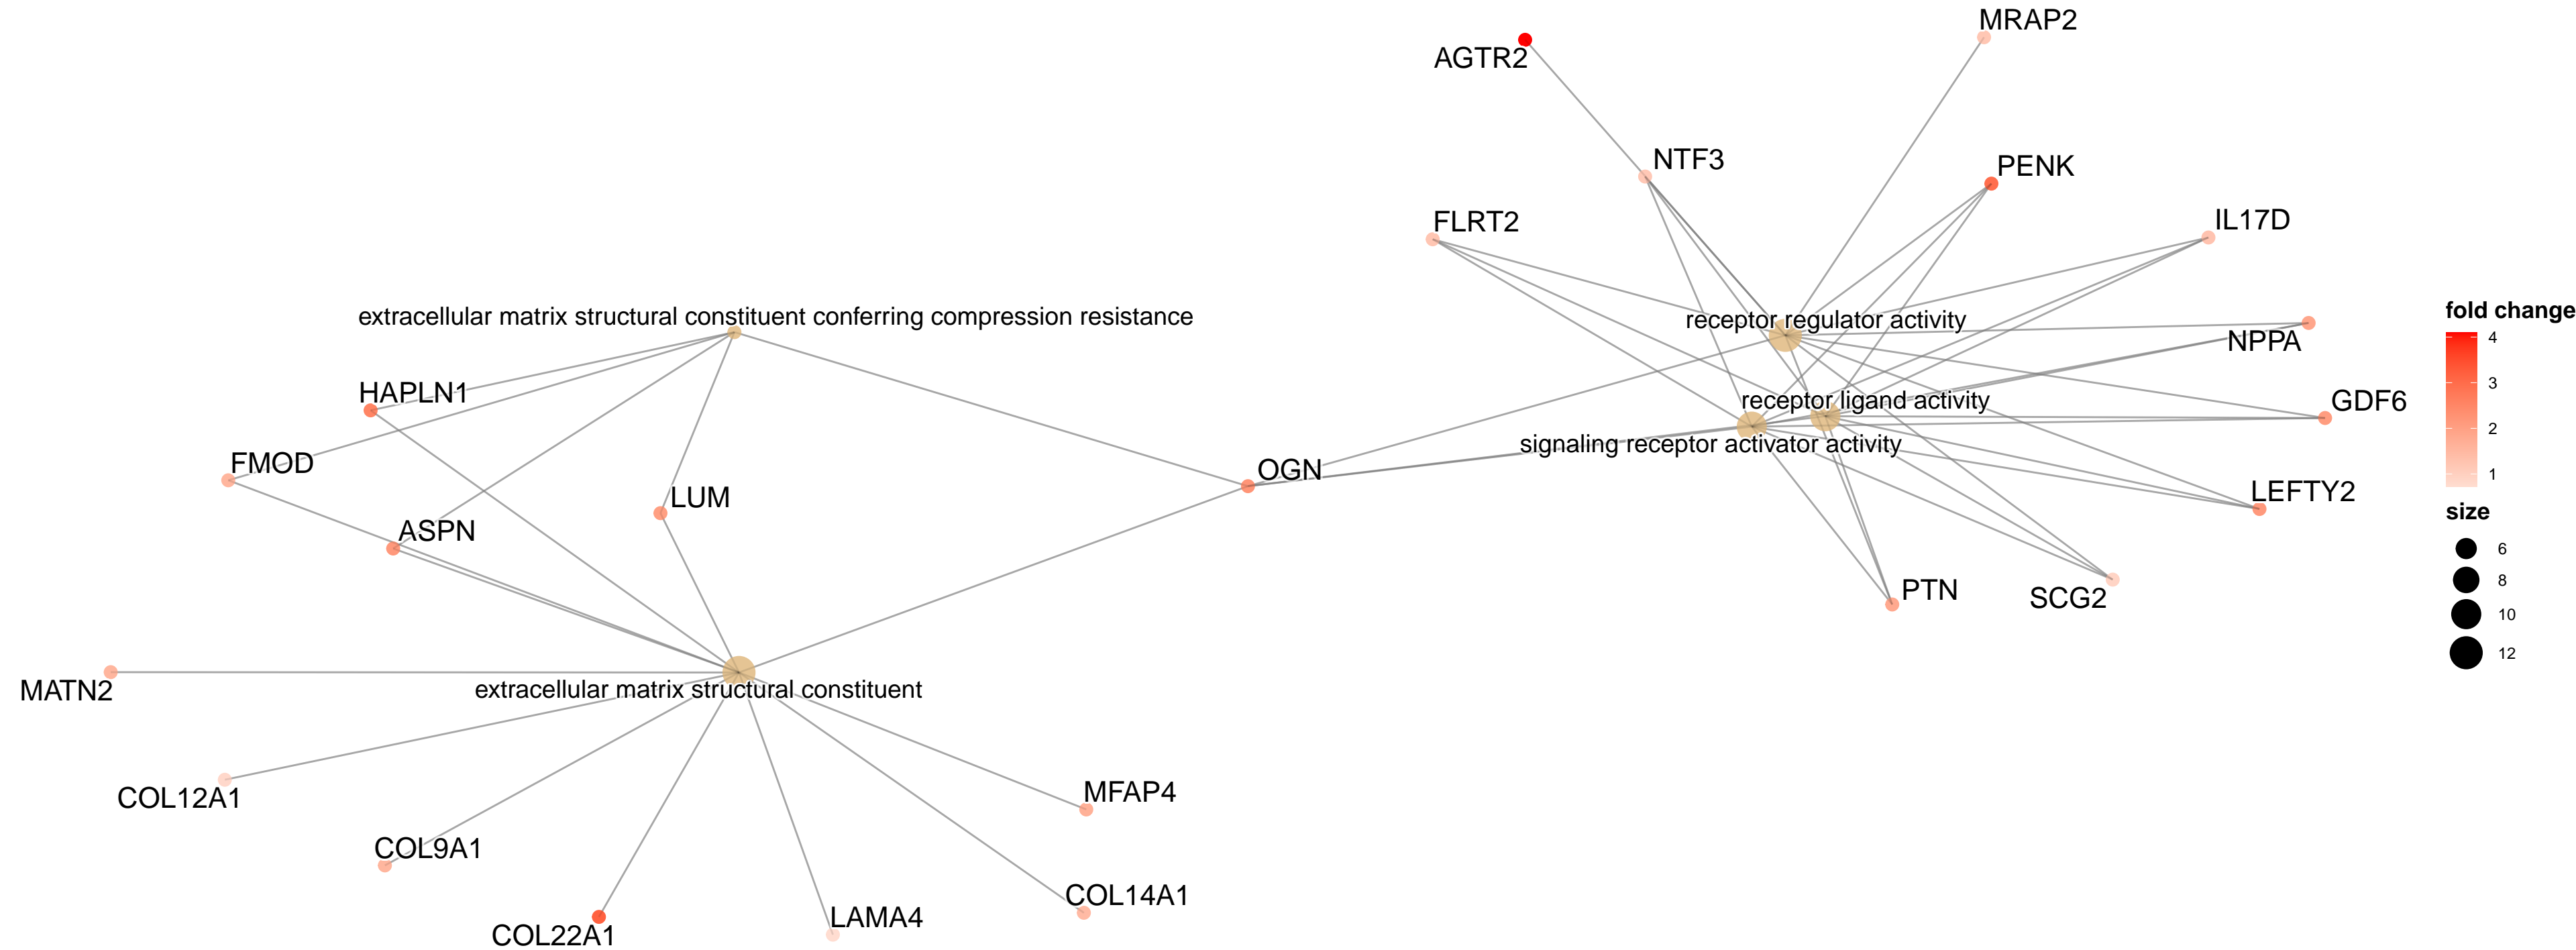 MRAP2
AGTR2
NTF3
PENK
FLRT2
IL17D
extracellular matrix structural constituent conferring compression resistance
receptor regulator activity
NPPA
HAPLN1
receptor ligand activity
GDF6
signaling receptor activator activity
FMOD
OGN
LUM
LEFTY2
ASPN
PTN
SCG2
extracellular matrix structural constituent
MATN2
COL12A1
MFAP4
COL9A1
COL14A1
LAMA4
COL22A1
fold change
4
3
2
1
size
6
8
10
12